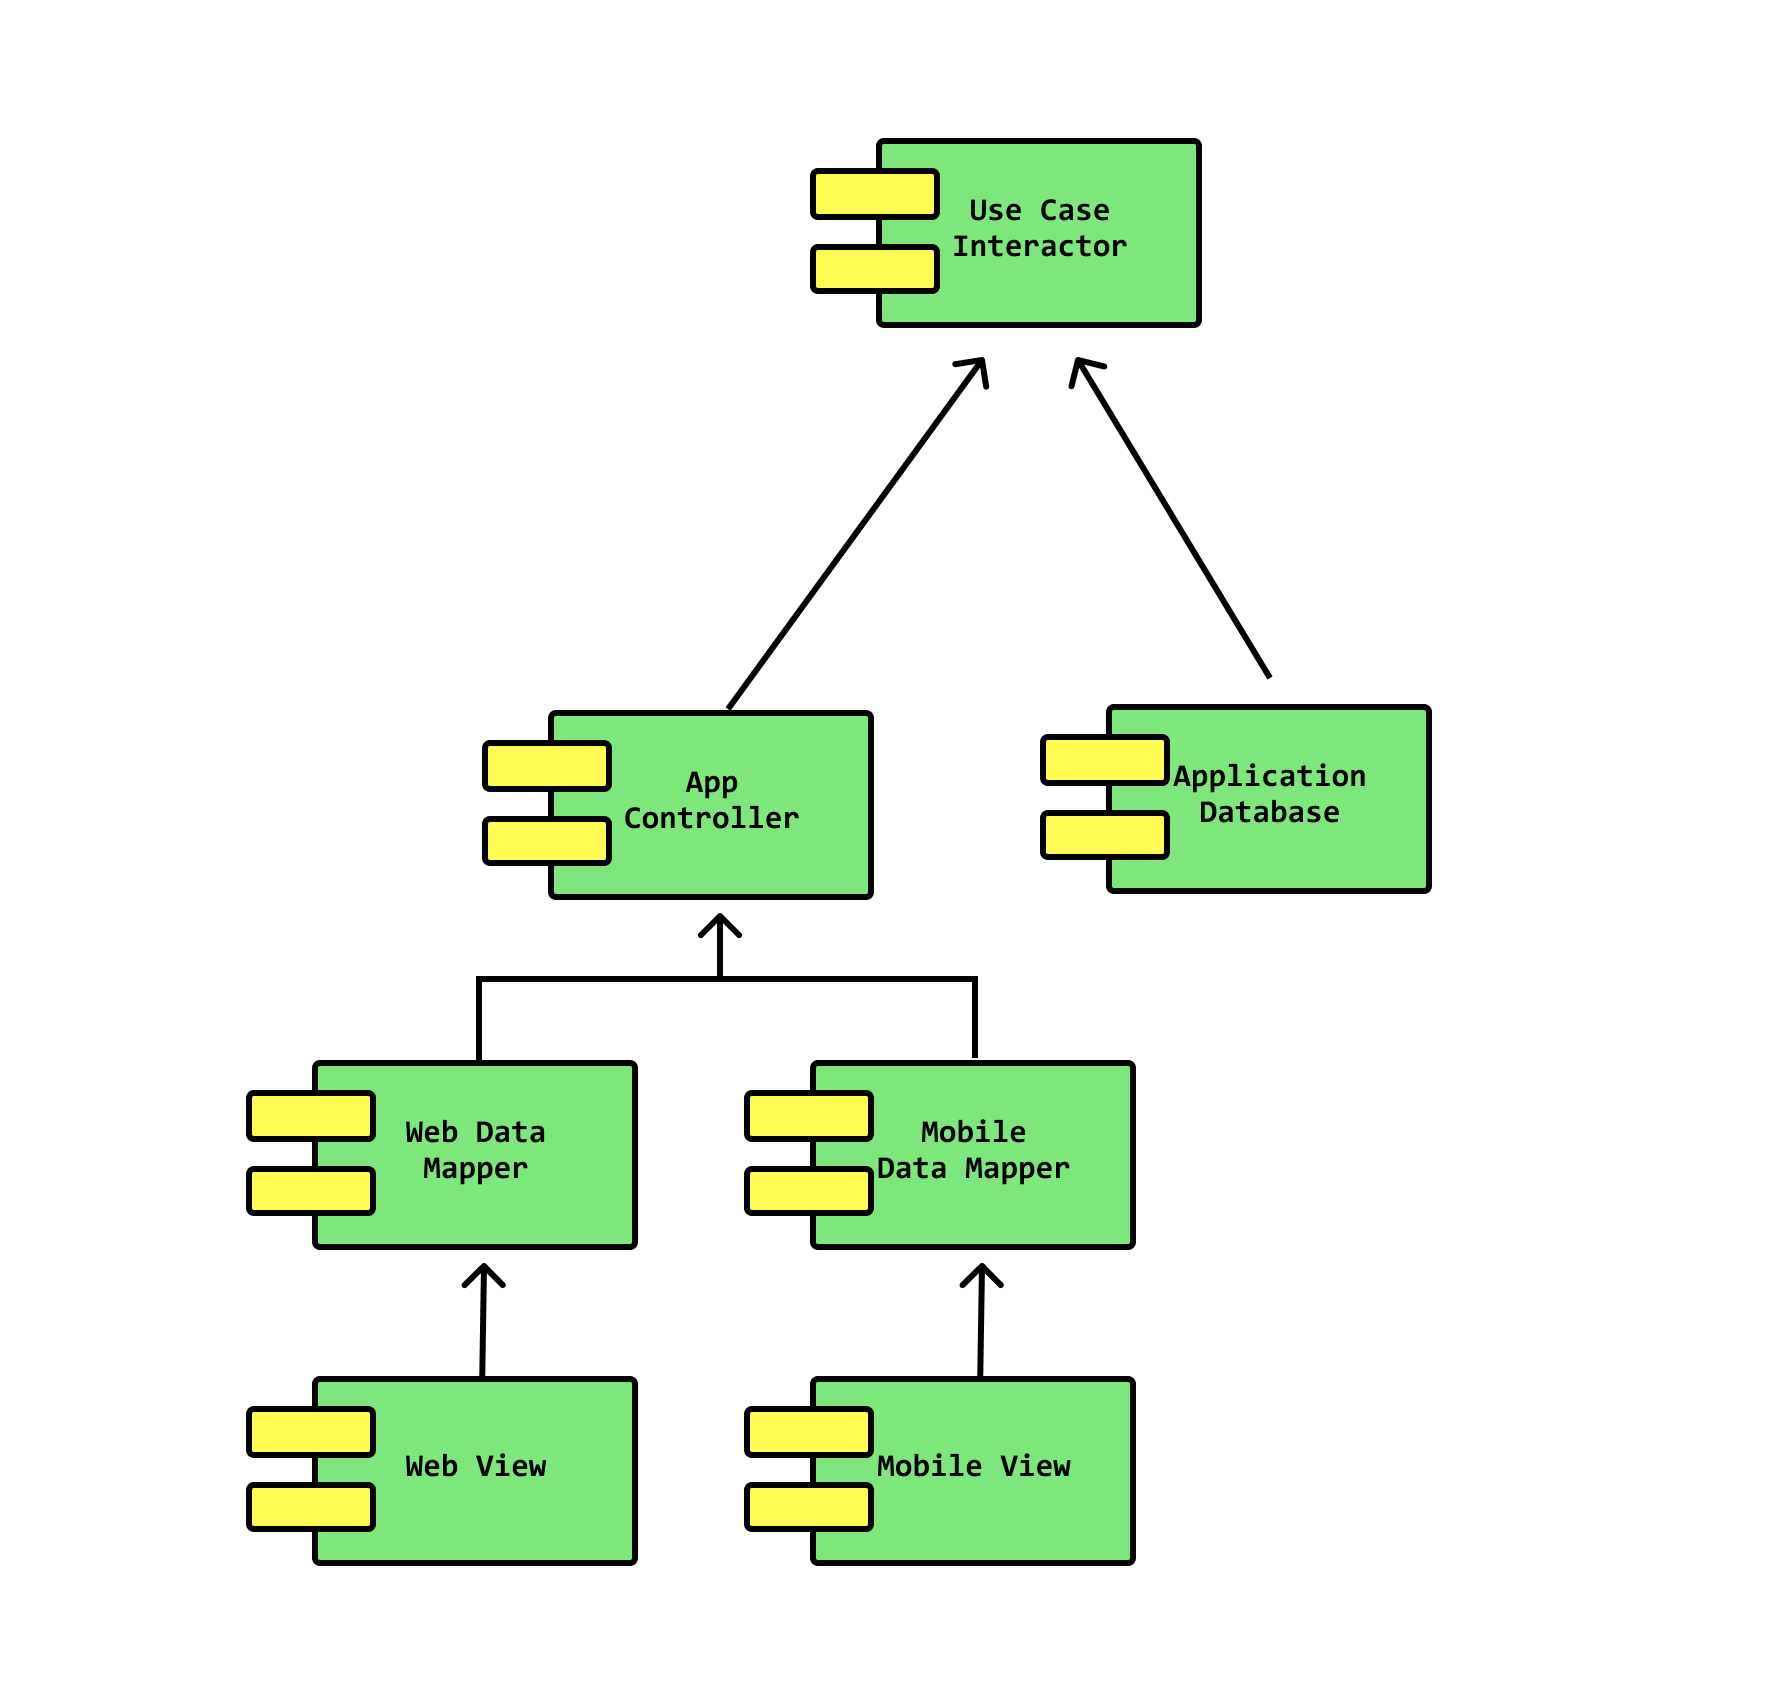 Use Case
Interactor
App
Controller
Application
Database
Web Data
Mapper
Mobile
Data Mapper
Web View
Mobile View